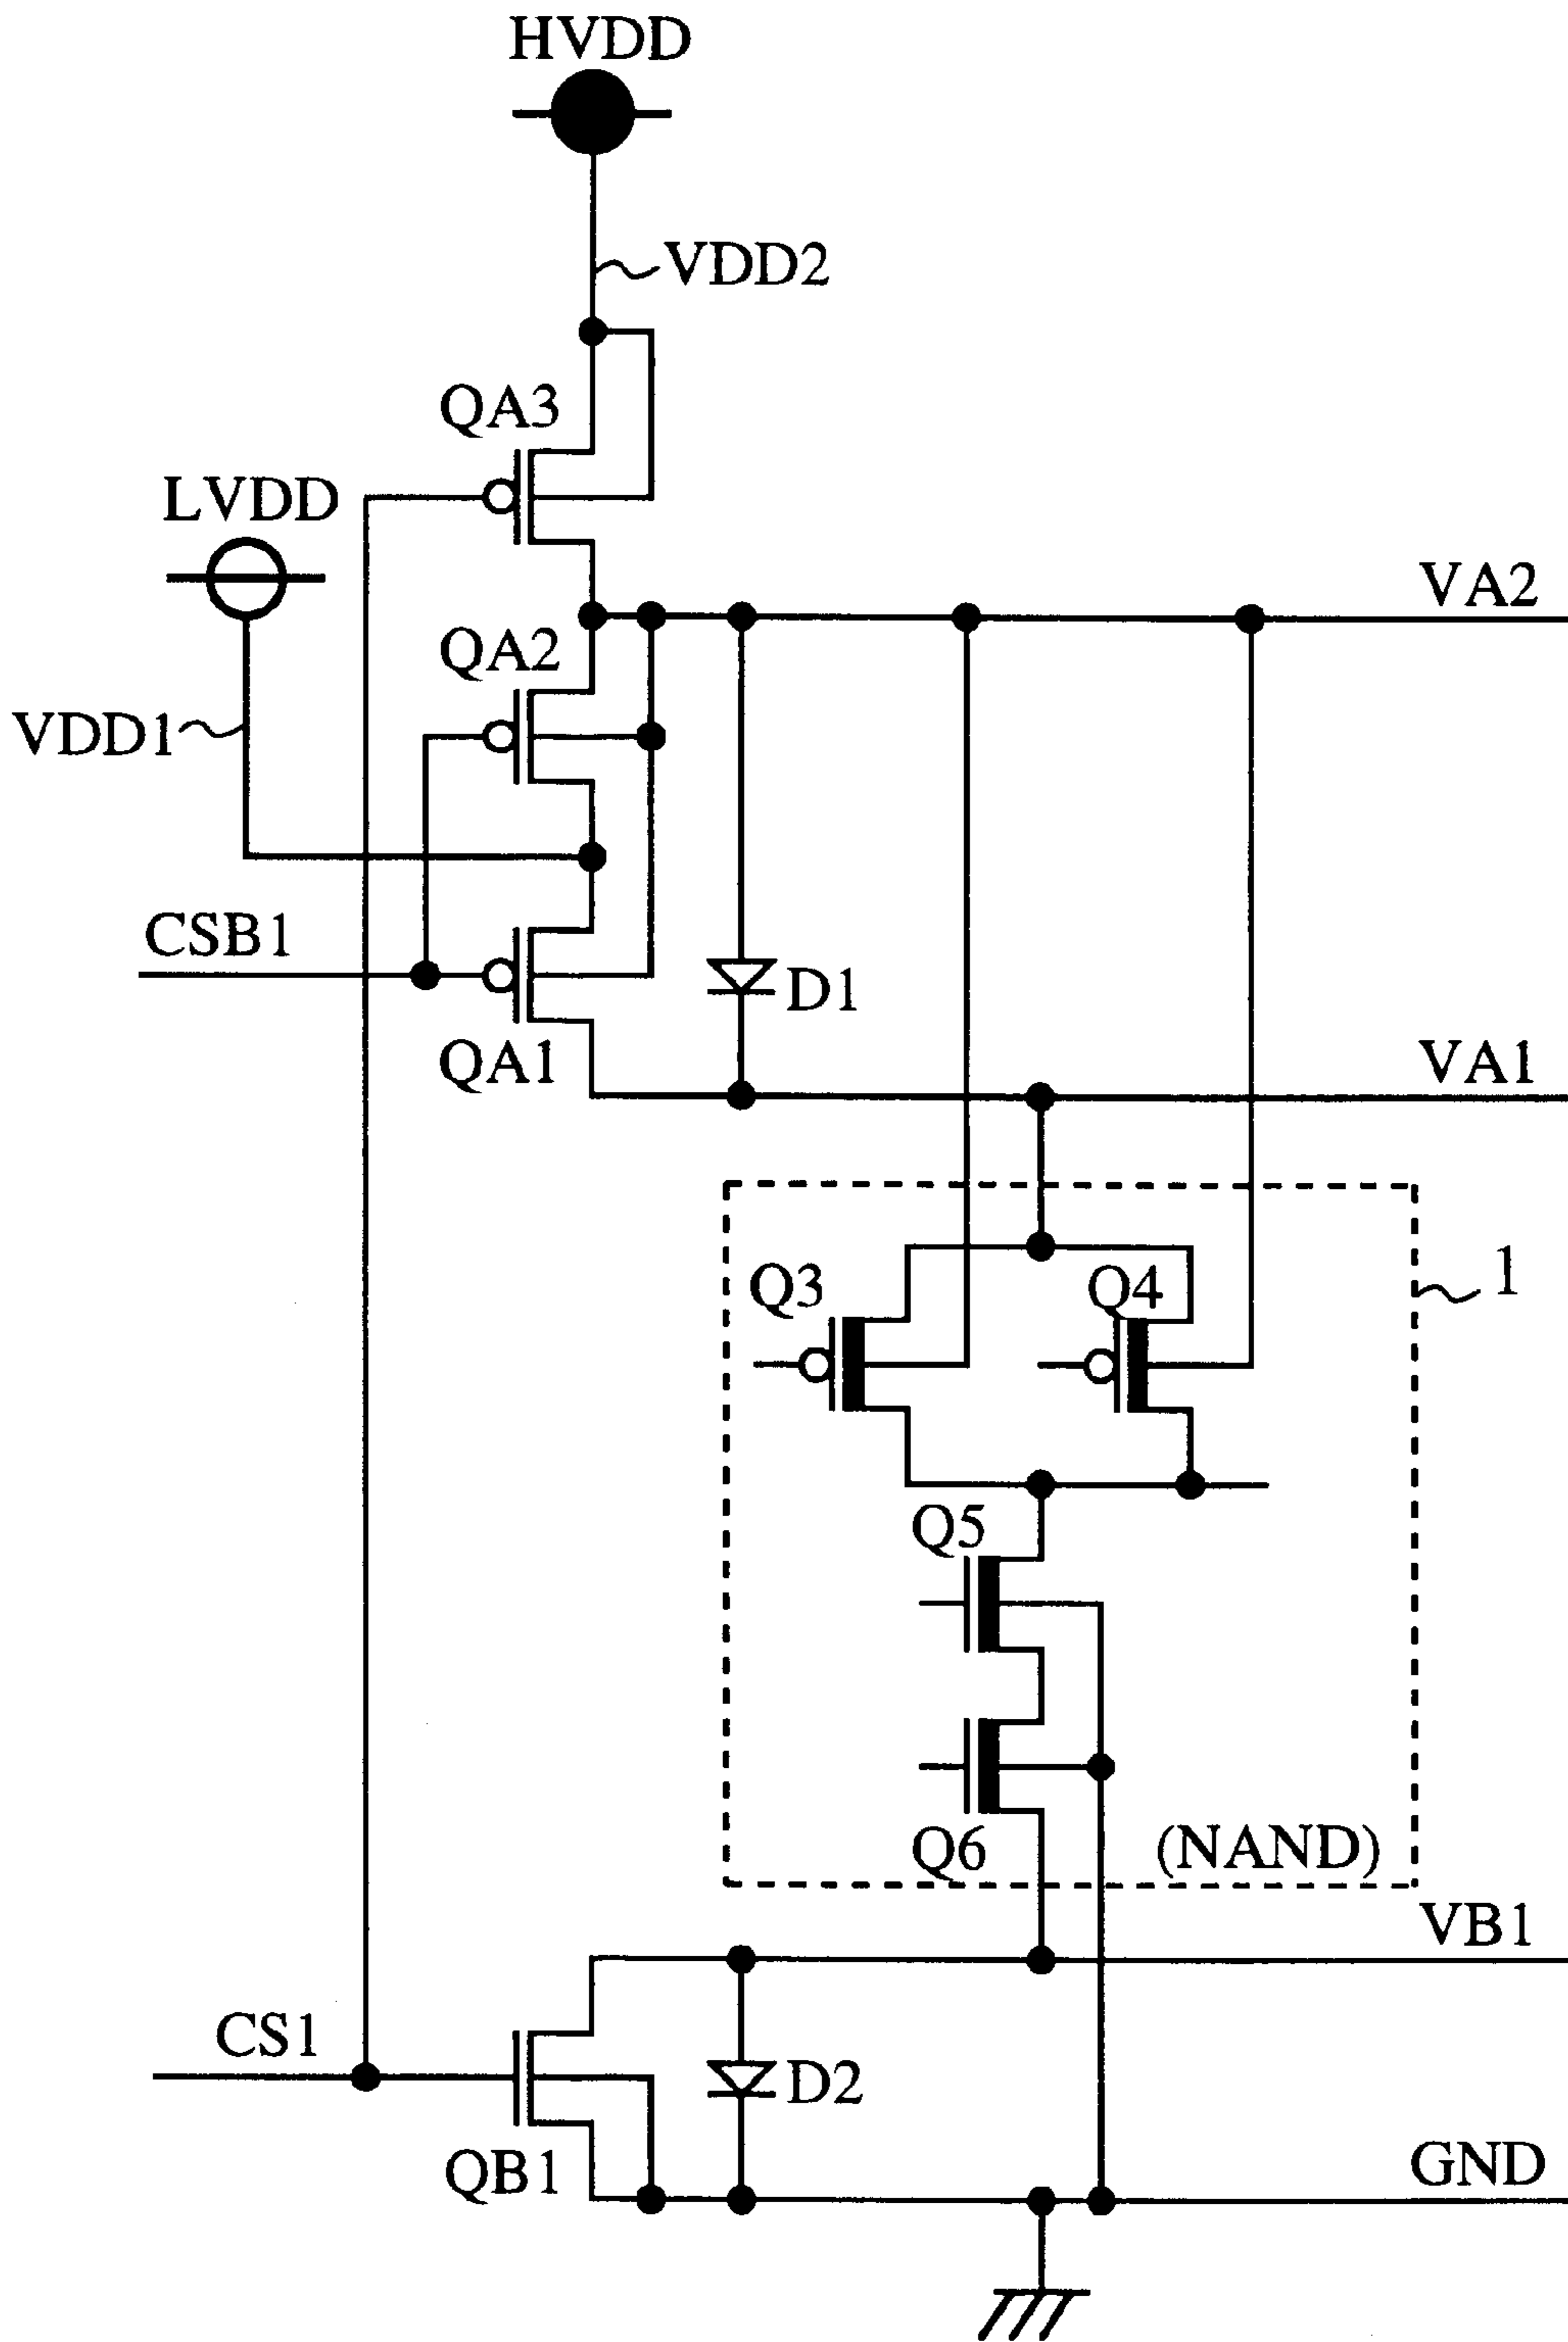 HVDD
VDD2
QA3
LVDD
VA2
QA2
VDD1
CSB1
D1
QA1
VA1
Q3
Q4
1
Q5
Q6
(NAND)
VB1
CS1
D2
QB1
GND